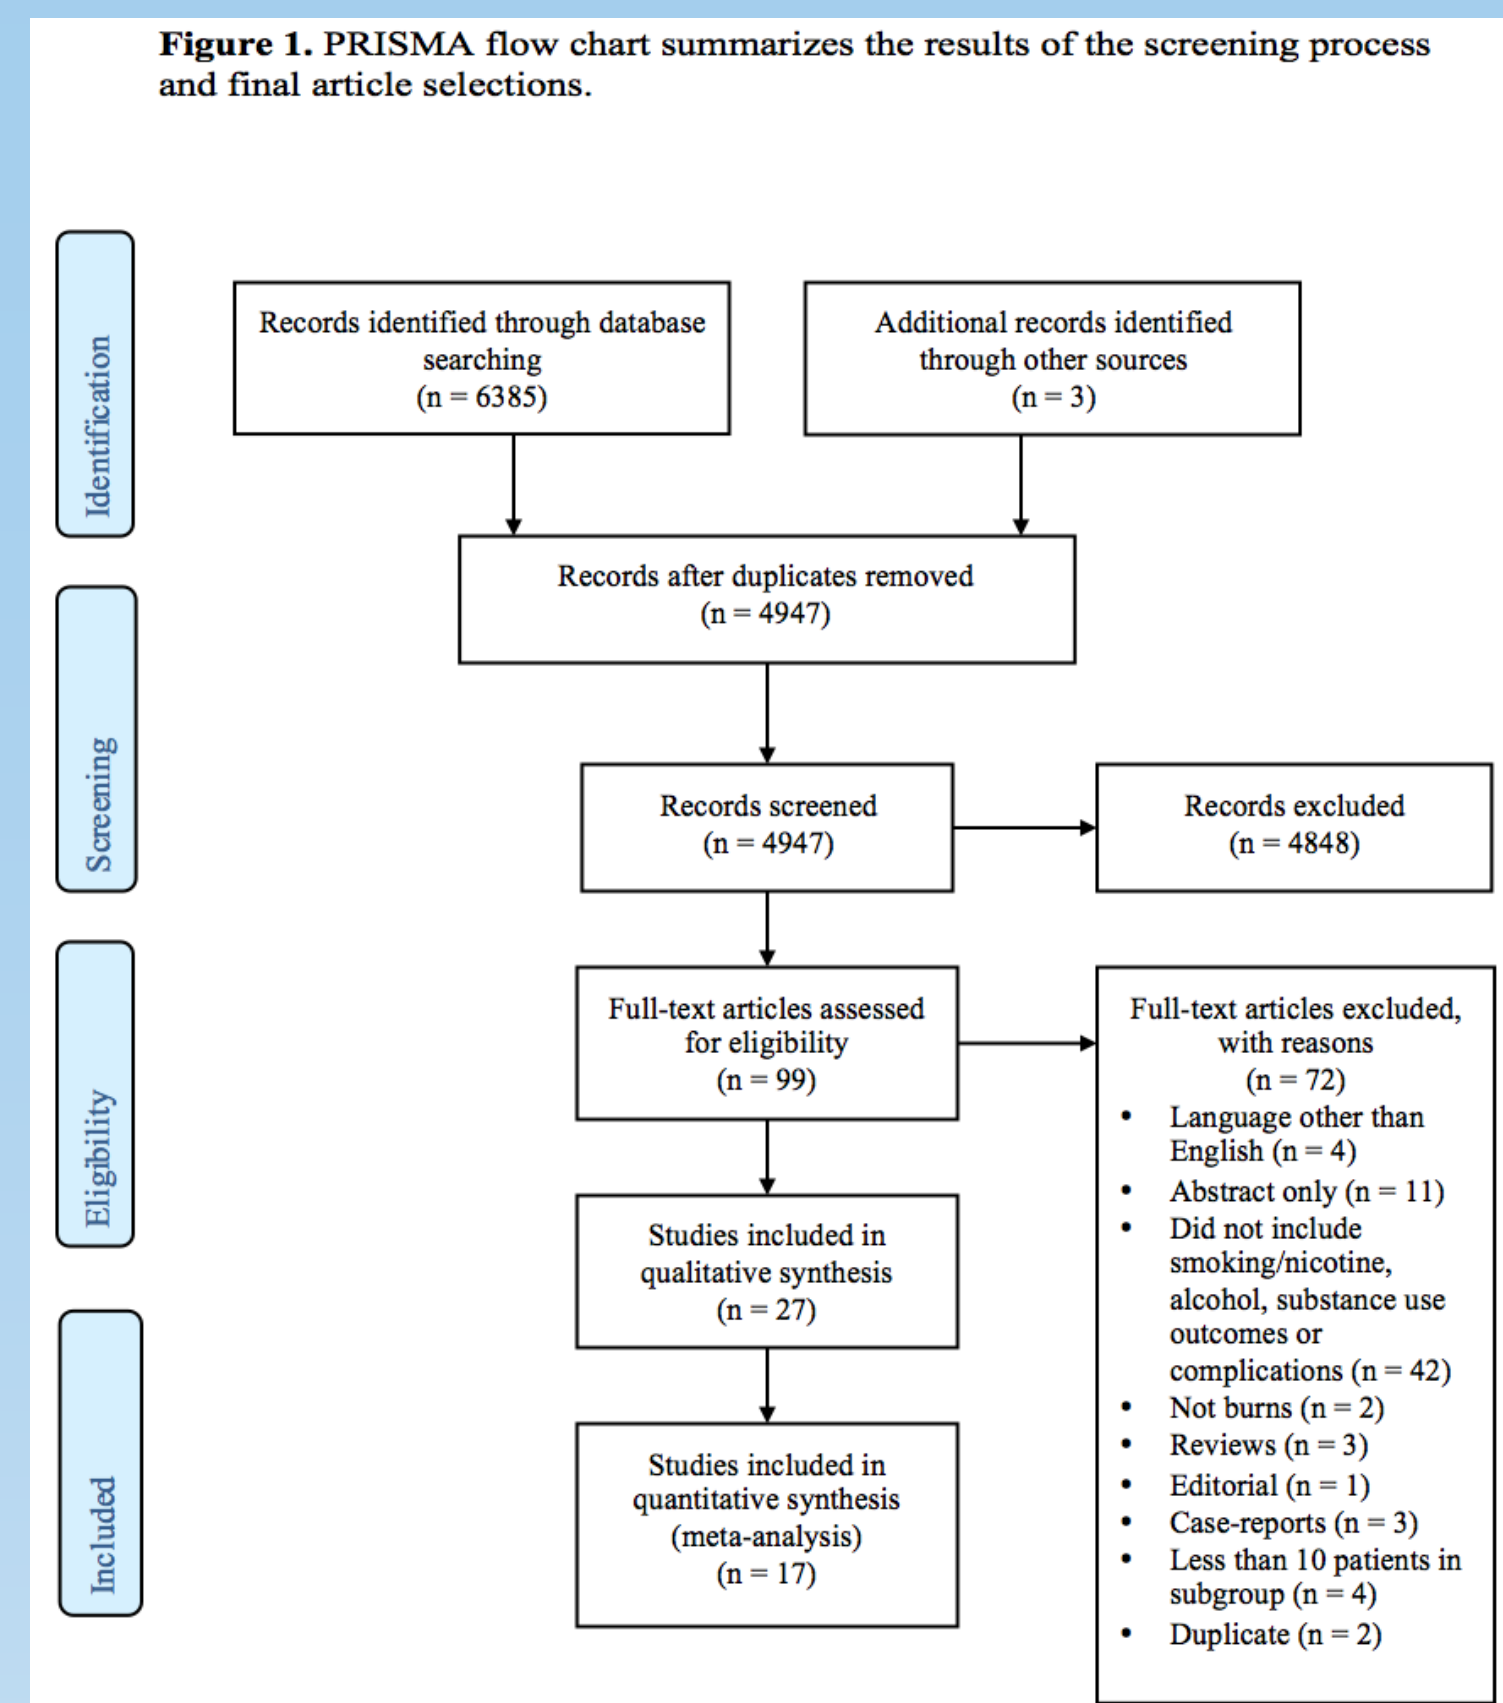 Figure 1. PRISMA flow chart summarizes the results of the screening process
and final article selections.
Identification
Records identified through database
searching
(n = 6385)
Additional records identified
through other sources
(n = 3)
Records after duplicates removed
(n = 4947)
Screening
Records screened
(n = 4947)
Records excluded
(n = 4848)
Eligibility
Full-text articles assessed
for eligibility
(n = 99)
Full-text articles excluded,
with reasons
(n = 72)
• Language other than
English (n = 4)
• Abstract only (n = 11)
• Did not include
smoking/nicotine,
alcohol, substance use
outcomes or
complications (n = 42)
• Not burns (n = 2)
• Reviews (n = 3)
• Editorial (n = 1)
• Case-reports (n = 3)
• Less than 10 patients in
subgroup (n = 4)
• Duplicate (n = 2)
Studies included in
qualitative synthesis
(n = 27)
Included
Studies included in
quantitative synthesis
(meta-analysis)
(n = 17)